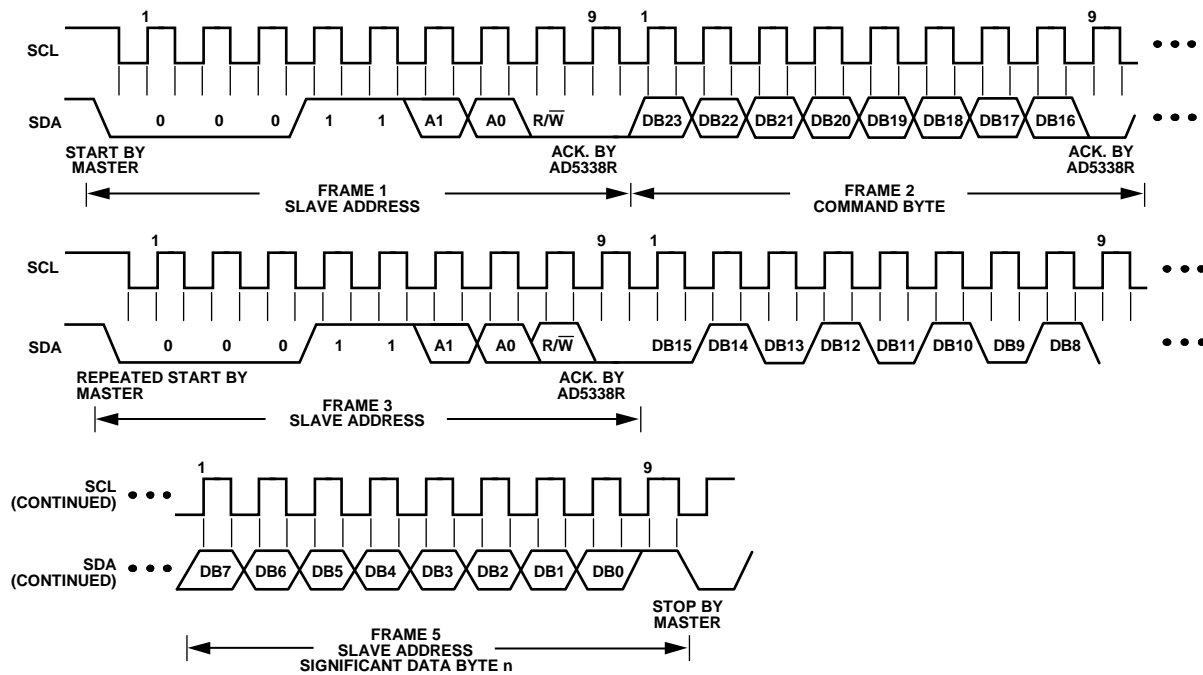 1 9 1 9
SCL
SDA 0 0 0 1 1 A1 A0 R/W̅ DB23 DB22 DB21 DB20 DB19 DB18 DB17 DB16
START BY
MASTER
ACK. BY
AD5338R
ACK. BY
AD5338R
FRAME 1
SLAVE ADDRESS
FRAME 2
COMMAND BYTE
1 9 1 9
SCL
SDA 0 0 0 1 1 A1 A0 R/W̅ DB15 DB14 DB13 DB12 DB11 DB10 DB9 DB8
REPEATED START BY
MASTER
ACK. BY
AD5338R
FRAME 3
SLAVE ADDRESS
1 9
SCL
(CONTINUED)
SDA
(CONTINUED)
DB7 DB6 DB5 DB4 DB3 DB2 DB1 DB0
STOP BY
MASTER
FRAME 5
SLAVE ADDRESS
SIGNIFICANT DATA BYTE n